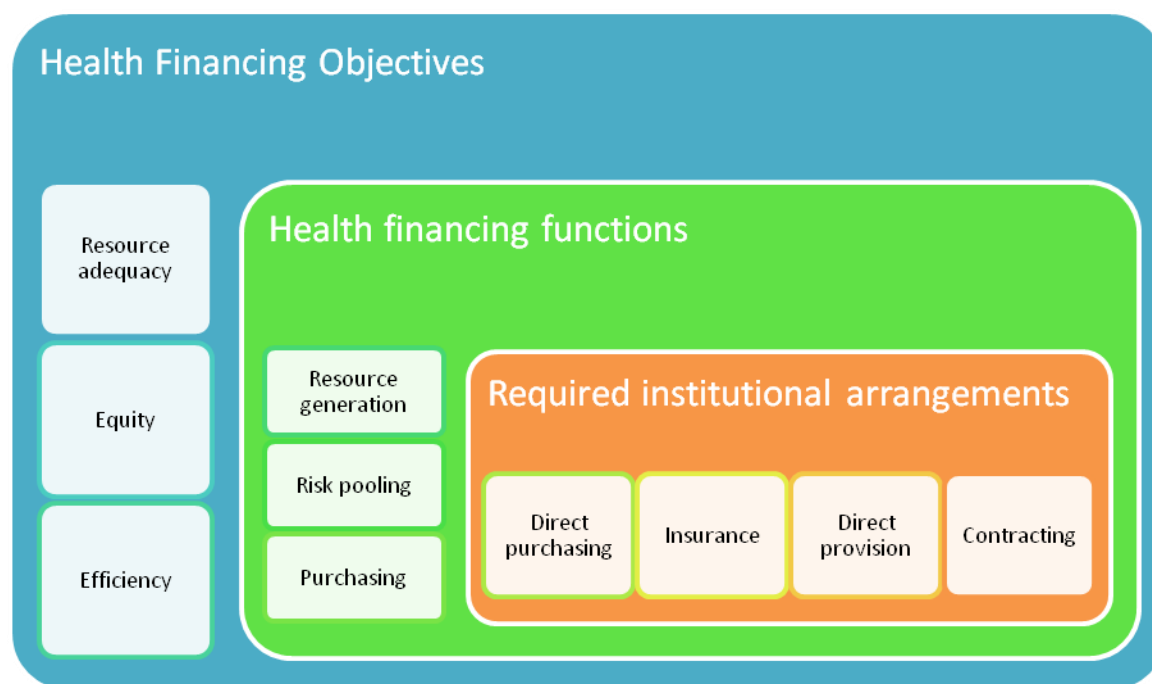 Health Financing Objectives
Resource
adequacy
Equity
Efficiency
Health financing functions
Resource
generation
Risk pooling
Purchasing
Required institutional arrangements
Direct
purchasing
Insurance
Direct
provision
Contracting